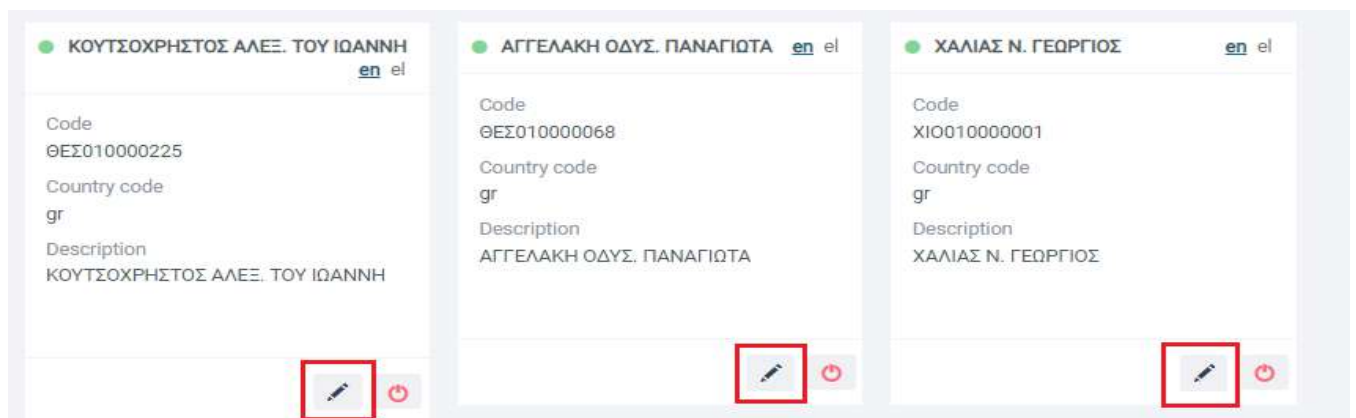 ΚΟΥΤΣΟΧΡΗΣΤΟΣ ΑΛΕΞ. ΤΟΥ ΙΩΑΝΝΗ
en el
Code
ΘΕΣ010000225
Country code
gr
Description
ΚΟΥΤΣΟΧΡΗΣΤΟΣ ΑΛΕΞ. ΤΟΥ ΙΩΑΝΝΗ
ΑΓΓΕΛΑΚΗ ΟΔΥΣ. ΠΑΝΑΓΙΩΤΑ en el
Code
ΘΕΣ010000068
Country code
gr
Description
ΑΓΓΕΛΑΚΗ ΟΔΥΣ. ΠΑΝΑΓΙΩΤΑ
ΧΑΛΙΑΣ Ν. ΓΕΩΡΓΙΟΣ en el
Code
ΧΙΟ010000001
Country code
gr
Description
ΧΑΛΙΑΣ Ν. ΓΕΩΡΓΙΟΣ